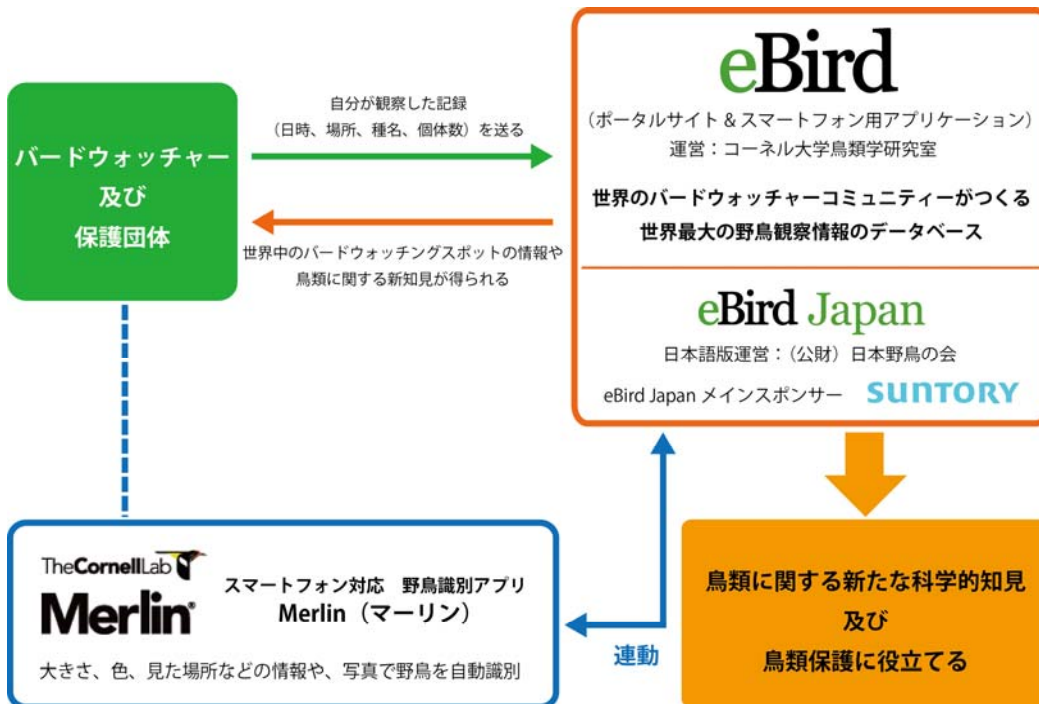 バードウォッチャー
及び
保護団体
自分が観察した記録
（日時、場所、種名、個体数）を送る
世界中のバードウォッチングスポットの情報や
鳥類に関する新知見が得られる
eBird
（ポータルサイト & スマートフォン用アプリケーション）
運営：コーネル大学鳥類学研究室
世界のバードウォッチャーコミュニティーがつくる
世界最大の野鳥観察情報のデータベース
eBird Japan
日本語版運営：（公財）日本野鳥の会
eBird Japan メインスポンサー SUNTORY
TheCornellLab
Merlin®
スマートフォン対応　野鳥識別アプリ
Merlin（マーリン）
大きさ、色、見た場所などの情報や、写真で野鳥を自動識別
連動
鳥類に関する新たな科学的知見
及び
鳥類保護に役立てる